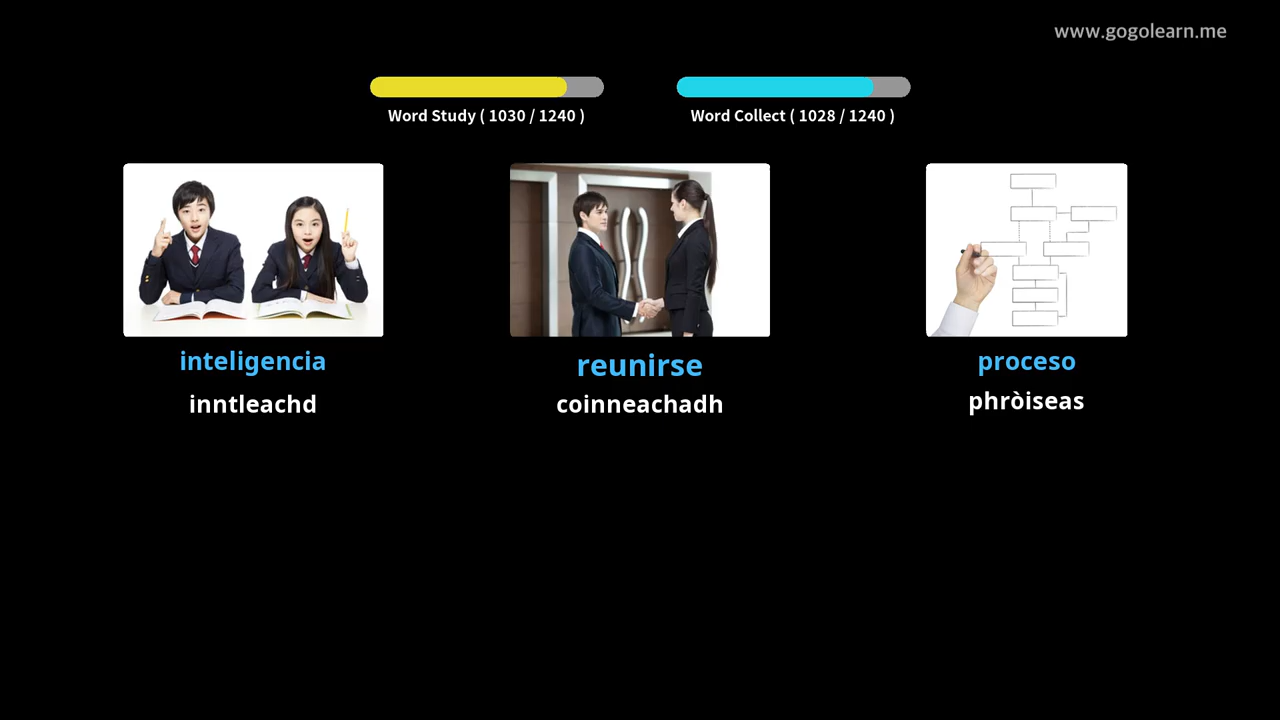 www.gogolearn.me
Word Study ( 1030 / 1240 )
Word Collect ( 1028 / 1240 )
inteligencia
inntleachd
reunirse
coinneachadh
proceso
phròiseas